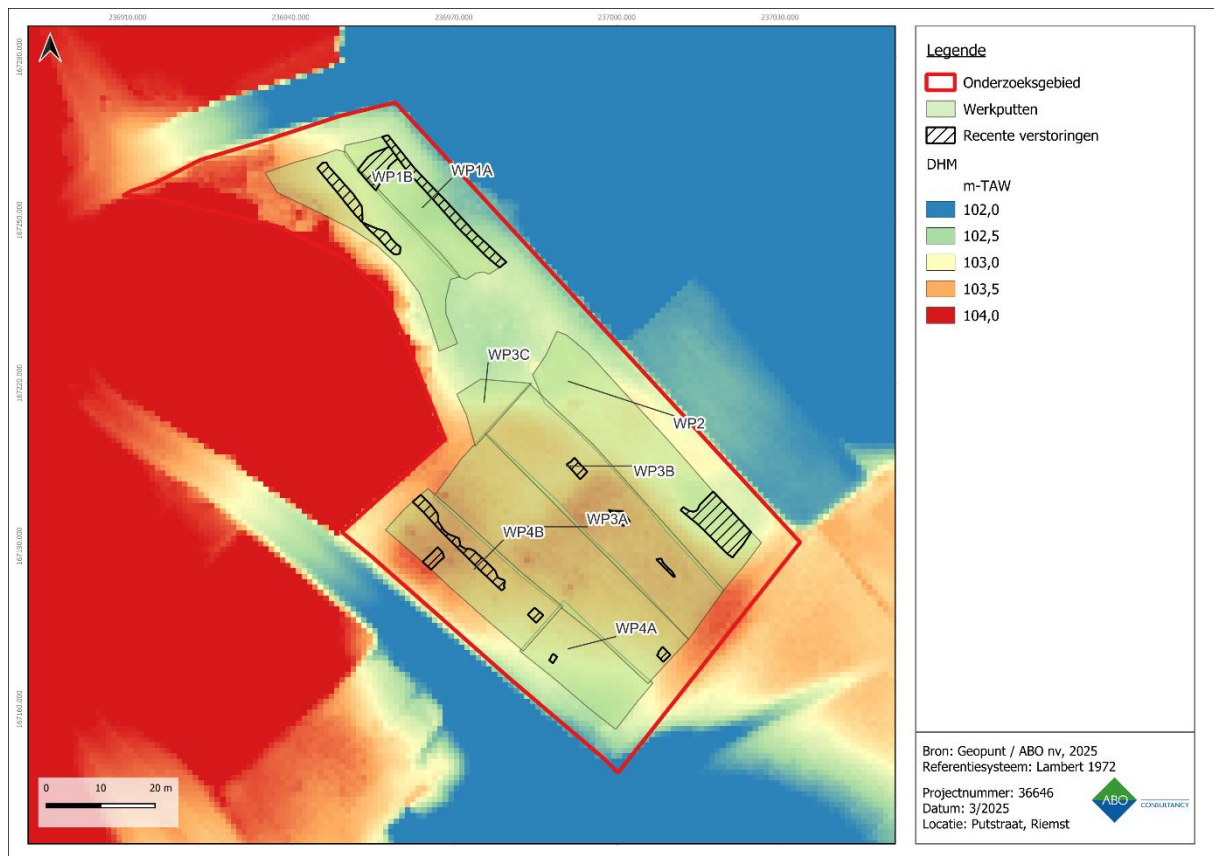 236910.000
236940.000
236970.000
237000.000
237030.000
167280.000
167250.000
167220.000
167190.000
167160.000
WP1B
WP1A
WP3C
WP2
WP3B
WP3A
WP4B
WP4A
0 10 20 m
Legende
Onderzoeksgebied
Werkputten
Recente verstoringen
DHM
m-TAW
102,0
102,5
103,0
103,5
104,0
Bron: Geopunt / ABO nv, 2025
Referentiesysteem: Lambert 1972
Projectnummer: 36646
Datum: 3/2025
Locatie: Putstraat, Riemst
ABO
CONSULTANCY